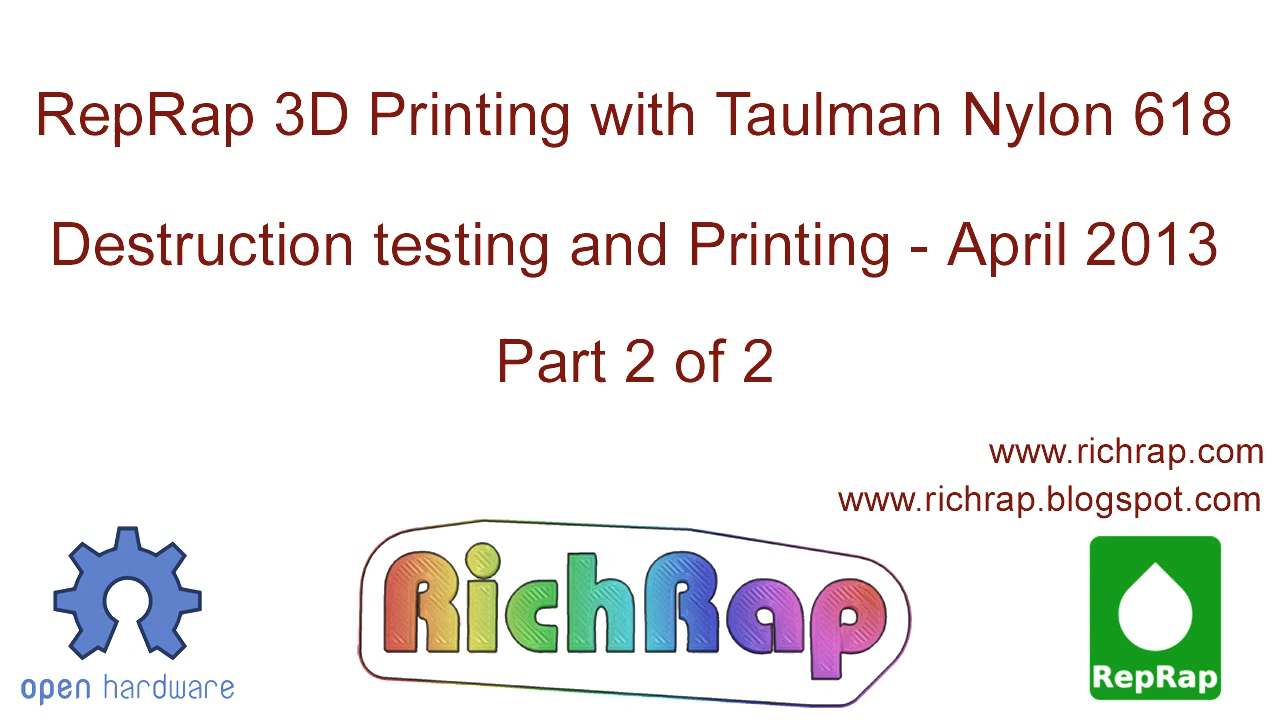 RepRap 3D Printing with Taulman Nylon 618
Destruction testing and Printing - April 2013
Part 2 of 2
www.richrap.com
www.richrap.blogspot.com
open hardware
RichRap
RepRap